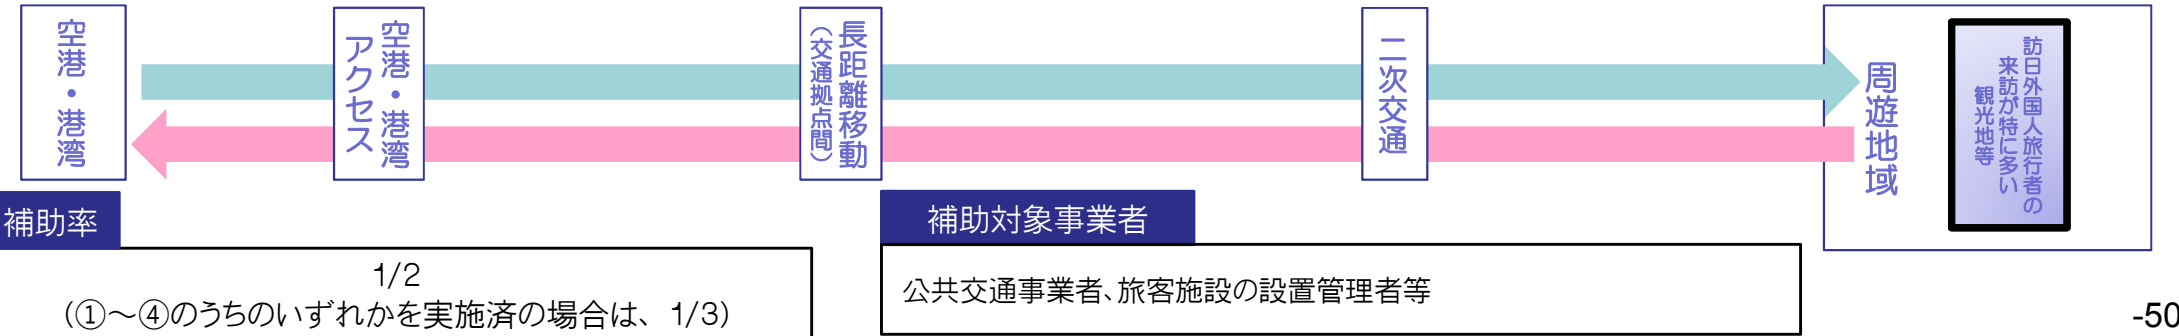 空港・港湾
空港・港湾
アクセス
長距離移動
（交通拠点間）
二次交通
周遊地域
訪日外国人旅行者の
来訪が特に多い
観光地等
補助率
1/2
（①～④のうちのいずれかを実施済の場合は、1/3）
補助対象事業者
公共交通事業者、旅客施設の設置管理者等
-50